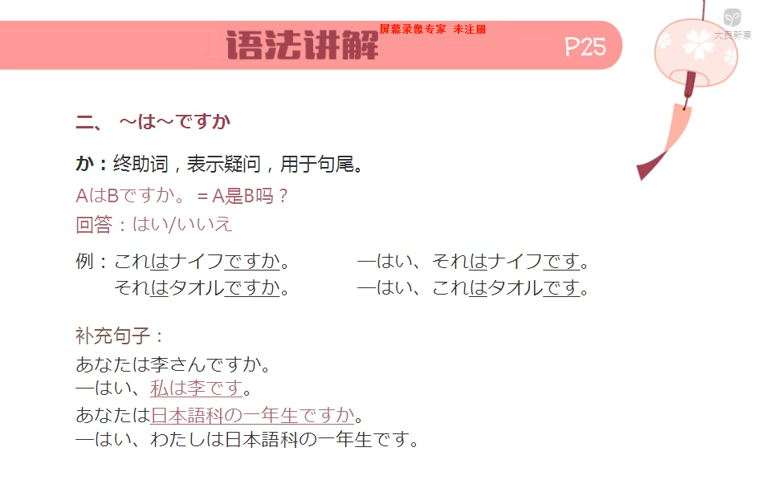 语法讲解
屏幕录像专家 未注册
P25
大良新景
二、 ～は～ですか
か：终助词，表示疑问，用于句尾。
AはBですか。＝A是B吗？
回答：はい/いいえ
例：これはナイフですか。 —はい、それはナイフです。
それはタオルですか。 —はい、これはタオルです。
补充句子：
あなたは李さんですか。
—はい、私は李です。
あなたは日本語科の一年生ですか。
—はい、わたしは日本語科の一年生です。